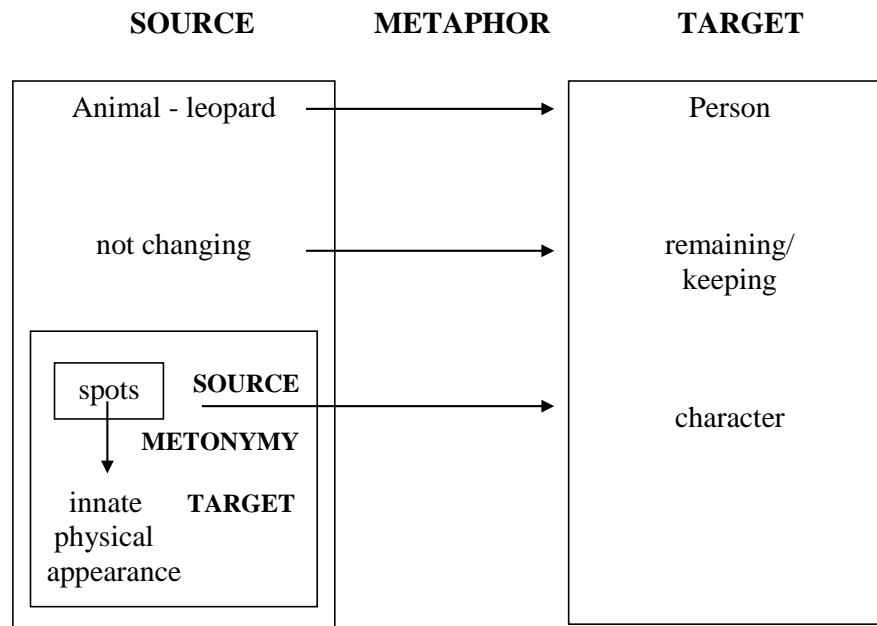 SOURCE METAPHOR TARGET
Animal - leopard Person
not changing remaining/
keeping
spots SOURCE
character
METONYMY
innate TARGET
physical
appearance